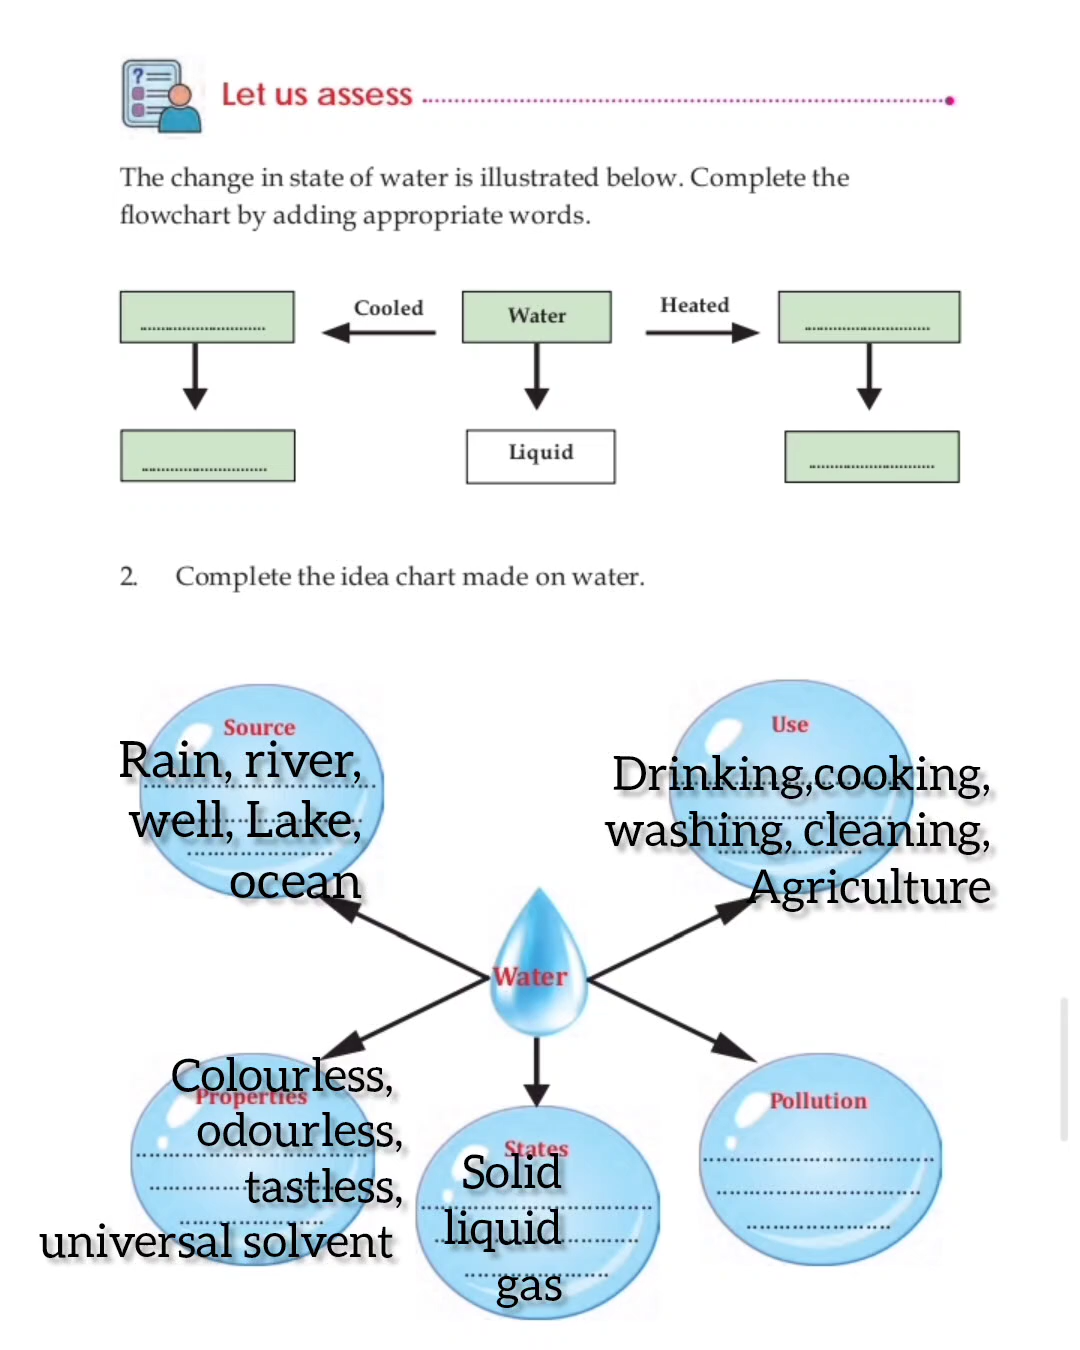 ?
Let us assess
The change in state of water is illustrated below. Complete the
flowchart by adding appropriate words.
Cooled
Water
Heated
Liquid
2. Complete the idea chart made on water.
Source
Rain, river,
well, Lake,
ocean
Use
Drinking,cooking,
washing, cleaning,
Agriculture
Water
Properties
Colourless,
odourless,
tastless,
universal solvent
States
Solid
liquid
gas
Pollution